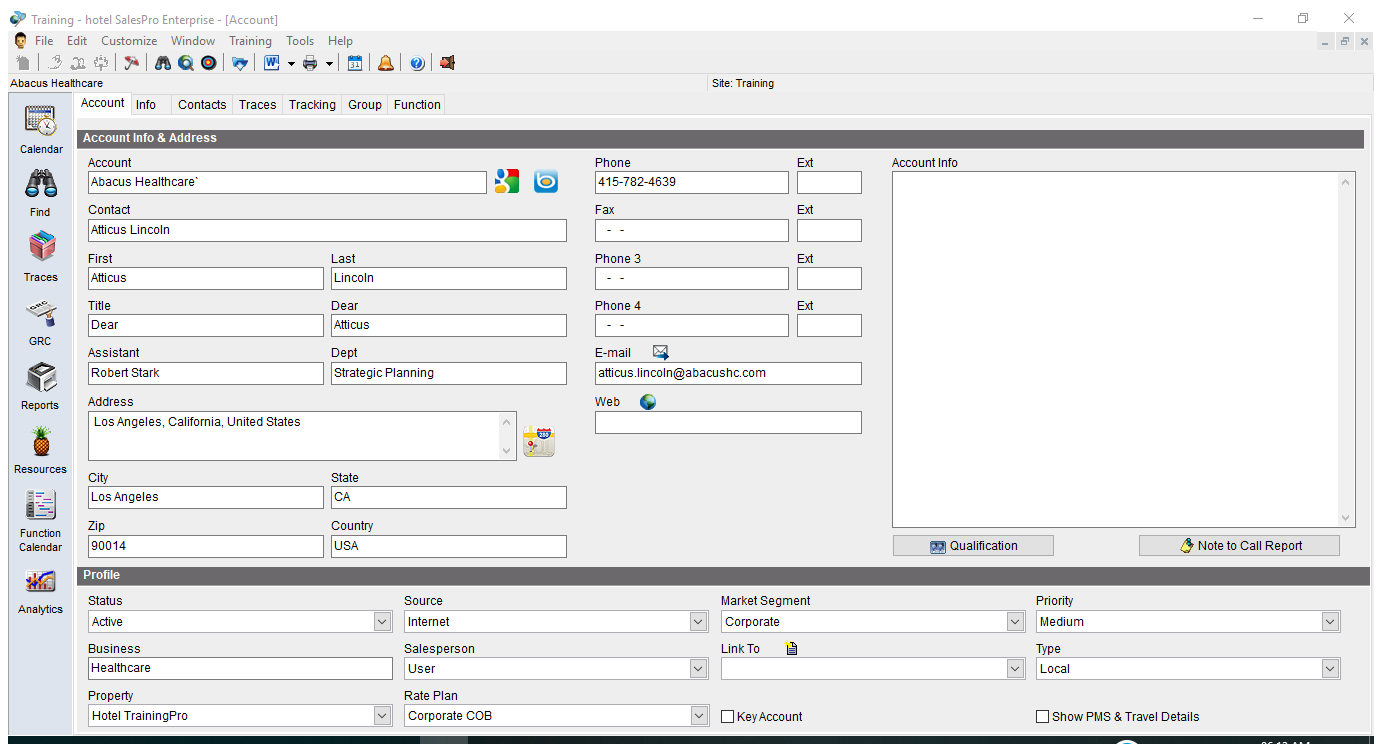 Training - hotel SalesPro Enterprise - [Account]
File Edit Customize Window Training Tools Help
Abacus Healthcare Site: Training
Account Info Contacts Traces Tracking Group Function
Calendar
Find
Traces
GRC
Reports
Resources
Function
Calendar
Analytics
Account Info & Address
Account Phone Ext Account Info
Abacus Healthcare` 415-782-4639
Contact Fax Ext
Atticus Lincoln - -
First Last Phone 3 Ext
Atticus Lincoln - -
Title Dear Phone 4 Ext
Dear Atticus - -
Assistant Dept E-mail
Robert Stark Strategic Planning atticus.lincoln@abacushc.com
Address Web
Los Angeles, California, United States
City State
Los Angeles CA
Zip Country
90014 USA
Qualification Note to Call Report
Profile
Status Source Market Segment Priority
Active Internet Corporate Medium
Business Salesperson Link To Type
Healthcare User Local
Property Rate Plan
Hotel TrainingPro Corporate COB Key Account Show PMS & Travel Details